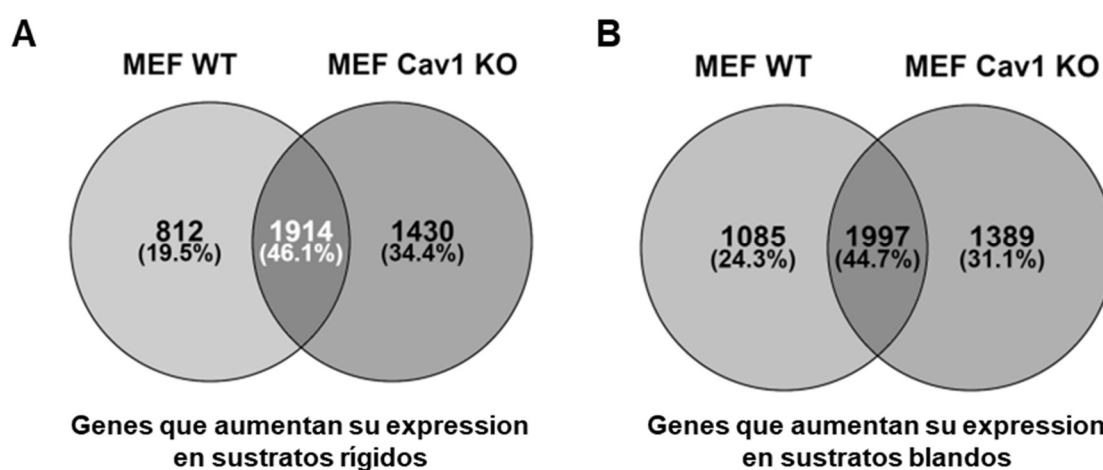 A
MEF WT MEF Cav1 KO
812 1914 1430
(19.5%) (46.1%) (34.4%)
Genes que aumentan su expression
en sustratos rígidos
B
MEF WT MEF Cav1 KO
1085 1997 1389
(24.3%) (44.7%) (31.1%)
Genes que aumentan su expression
en sustratos blandos